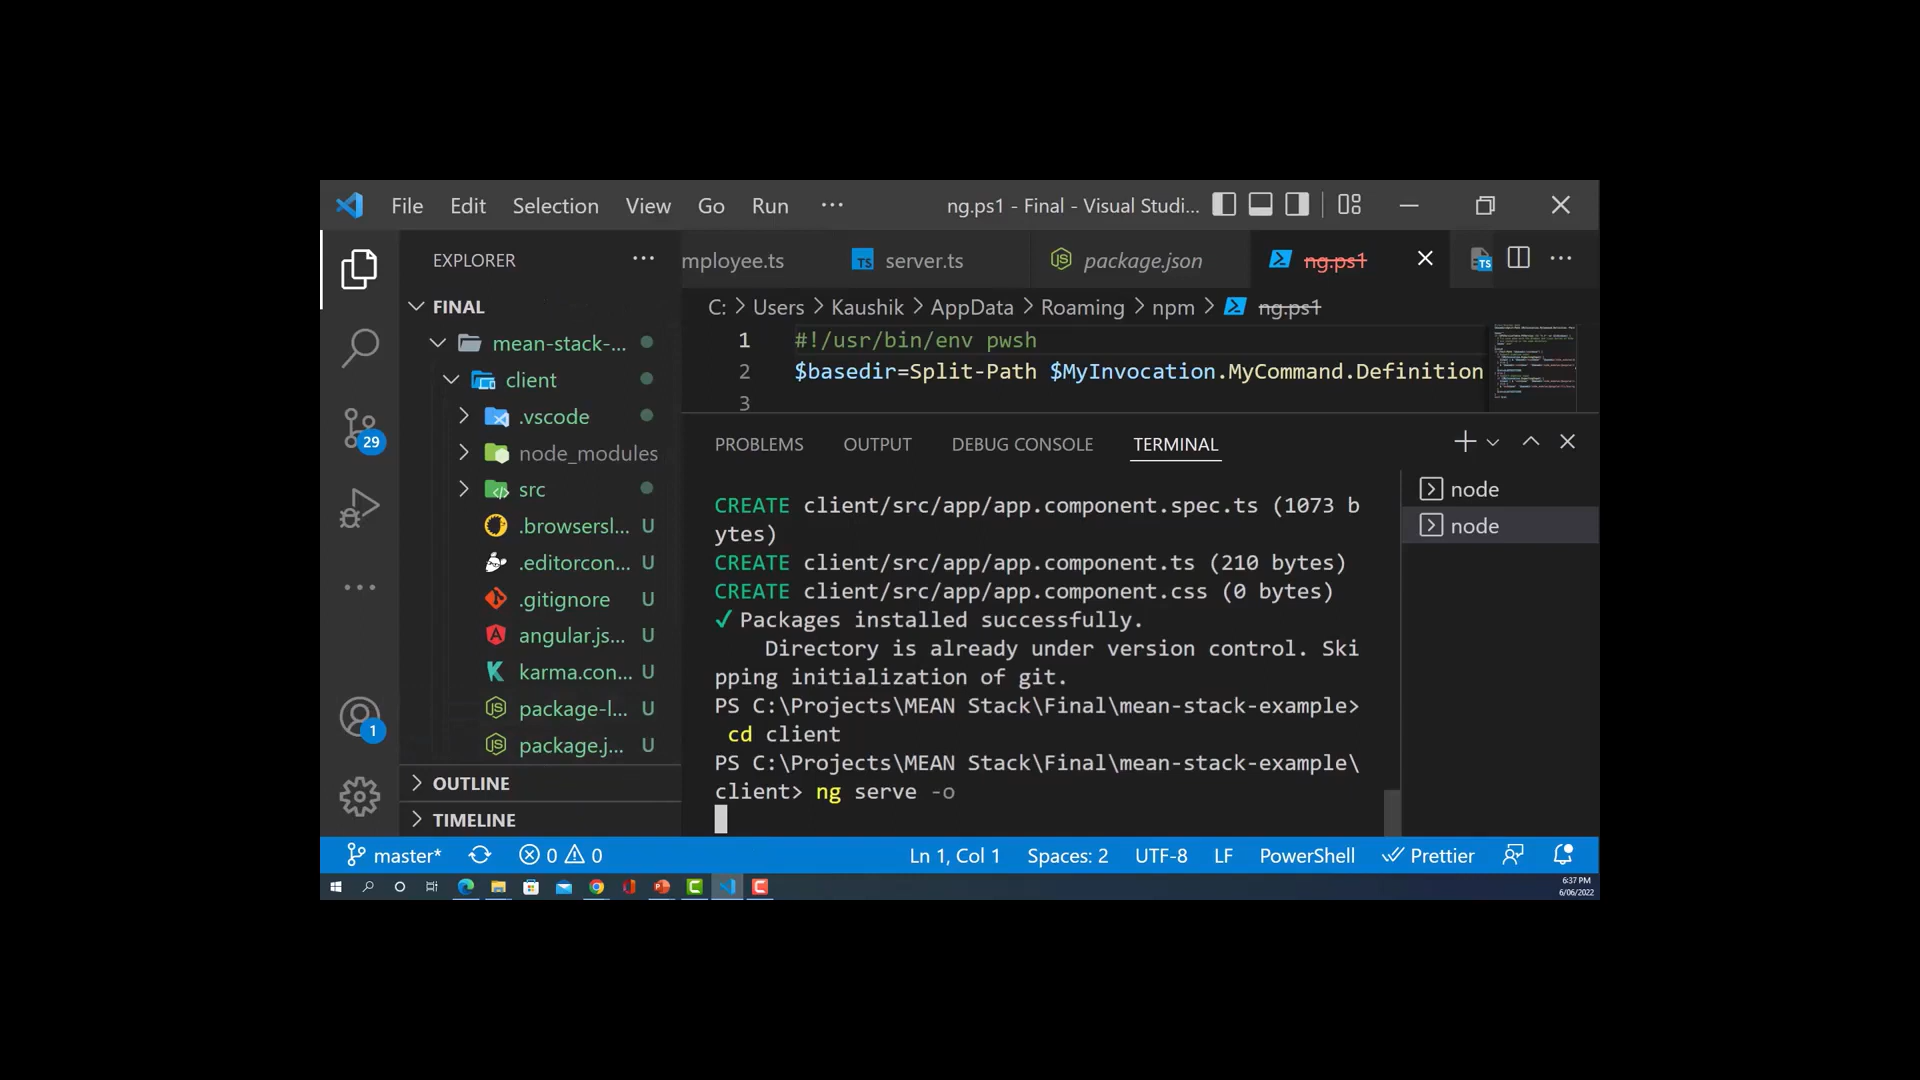 File Edit Selection View Go Run ··· ng.ps1 - Final - Visual Studi...
EXPLORER ···
mployee.ts server.ts package.json ng.ps1
FINAL
C: > Users > Kaushik > AppData > Roaming > npm > ng.ps1
mean-stack-...
client
.vscode
node_modules
src
.browsersl... U
.editorcon... U
.gitignore U
angular.js... U
karma.con... U
package-l... U
package.j... U
OUTLINE
TIMELINE
29
1
1 #!/usr/bin/env pwsh
2 $basedir=Split-Path $MyInvocation.MyCommand.Definition
3
PROBLEMS OUTPUT DEBUG CONSOLE TERMINAL
CREATE client/src/app/app.component.spec.ts (1073 b
ytes)
CREATE client/src/app/app.component.ts (210 bytes)
CREATE client/src/app/app.component.css (0 bytes)
✓ Packages installed successfully.
Directory is already under version control. Ski
pping initialization of git.
PS C:\Projects\MEAN Stack\Final\mean-stack-example>
cd client
PS C:\Projects\MEAN Stack\Final\mean-stack-example\
client> ng serve -o
node
node
master* 0 0 Ln 1, Col 1 Spaces: 2 UTF-8 LF PowerShell Prettier
6:37 PM
6/06/2022